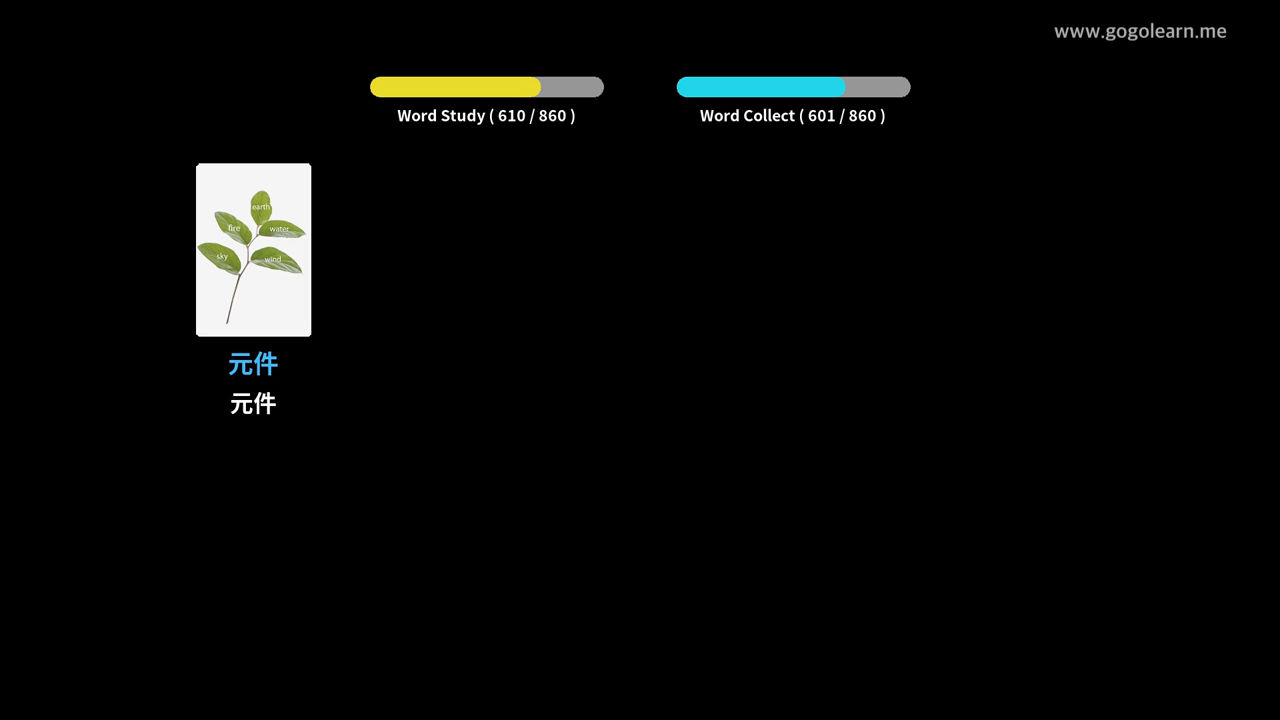 www.gogolearn.me
Word Study ( 610 / 860 )
Word Collect ( 601 / 860 )
earth
fire
water
sky
wind
元件
元件